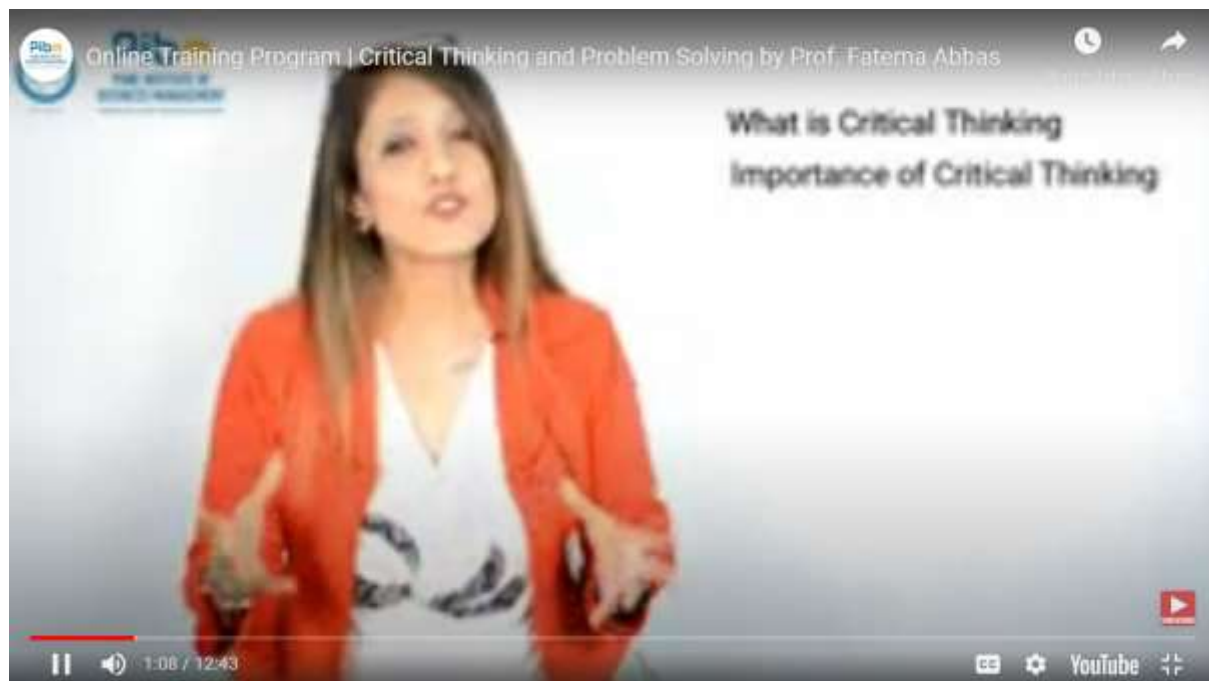 Online Training Program | Critical Thinking and Problem Solving by Prof. Fatema Abbas
What is Critical Thinking
Importance of Critical Thinking
1:08 / 12:43
CC
YouTube